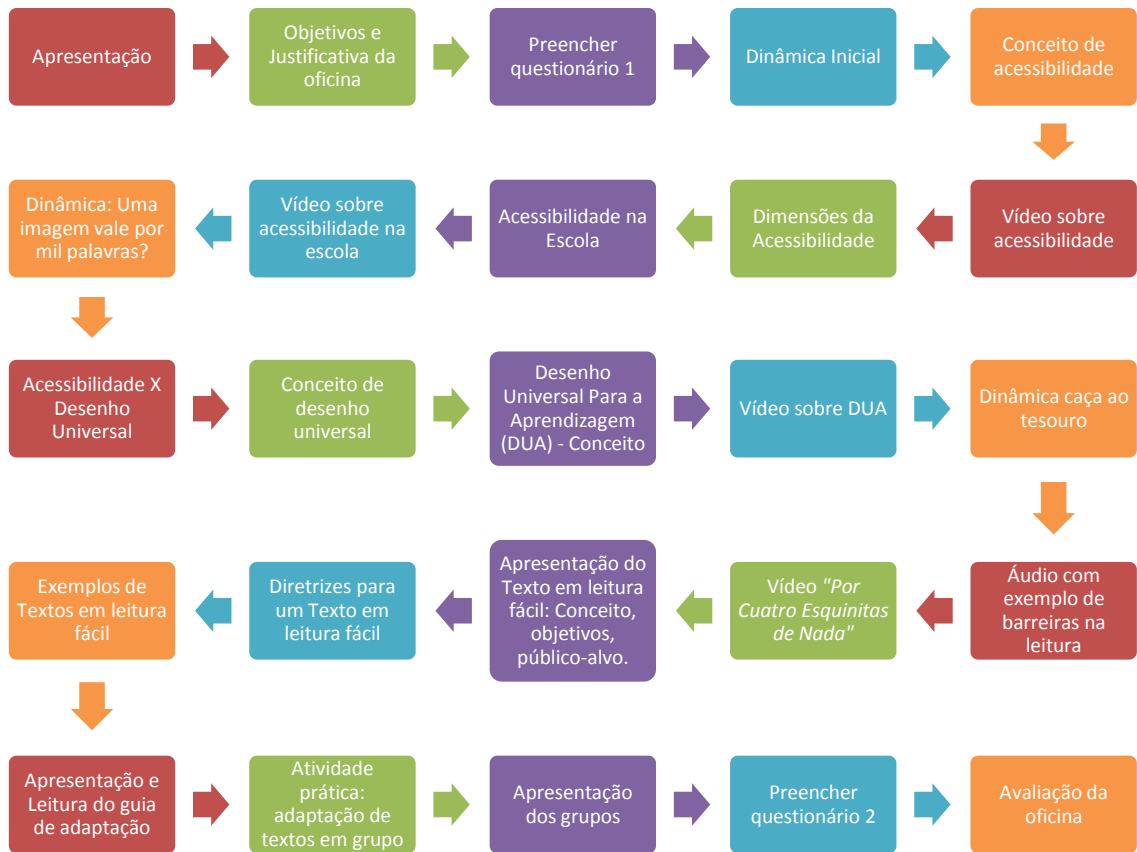 Apresentação
Objetivos e
Justificativa da
oficina
Preencher
questionário 1
Dinâmica Inicial
Conceito de
acessibilidade
Vídeo sobre
acessibilidade
Dimensões da
Acessibilidade
Acessibilidade na
Escola
Vídeo sobre
acessibilidade na
escola
Dinâmica: Uma
imagem vale por
mil palavras?
Acessibilidade X
Desenho
Universal
Conceito de
desenho
universal
Desenho
Universal Para a
Aprendizagem
(DUA) - Conceito
Vídeo sobre DUA
Dinâmica caça ao
tesouro
Áudio com
exemplo de
barreiras na
leitura
Vídeo "Por
Cuatro Esquinitas
de Nada"
Apresentação do
Texto em leitura
fácil: Conceito,
objetivos,
público-alvo.
Diretrizes para
um Texto em
leitura fácil
Exemplos de
Textos em leitura
fácil
Apresentação e
Leitura do guia
de adaptação
Atividade
prática:
adaptação de
textos em grupo
Apresentação
dos grupos
Preencher
questionário 2
Avaliação da
oficina